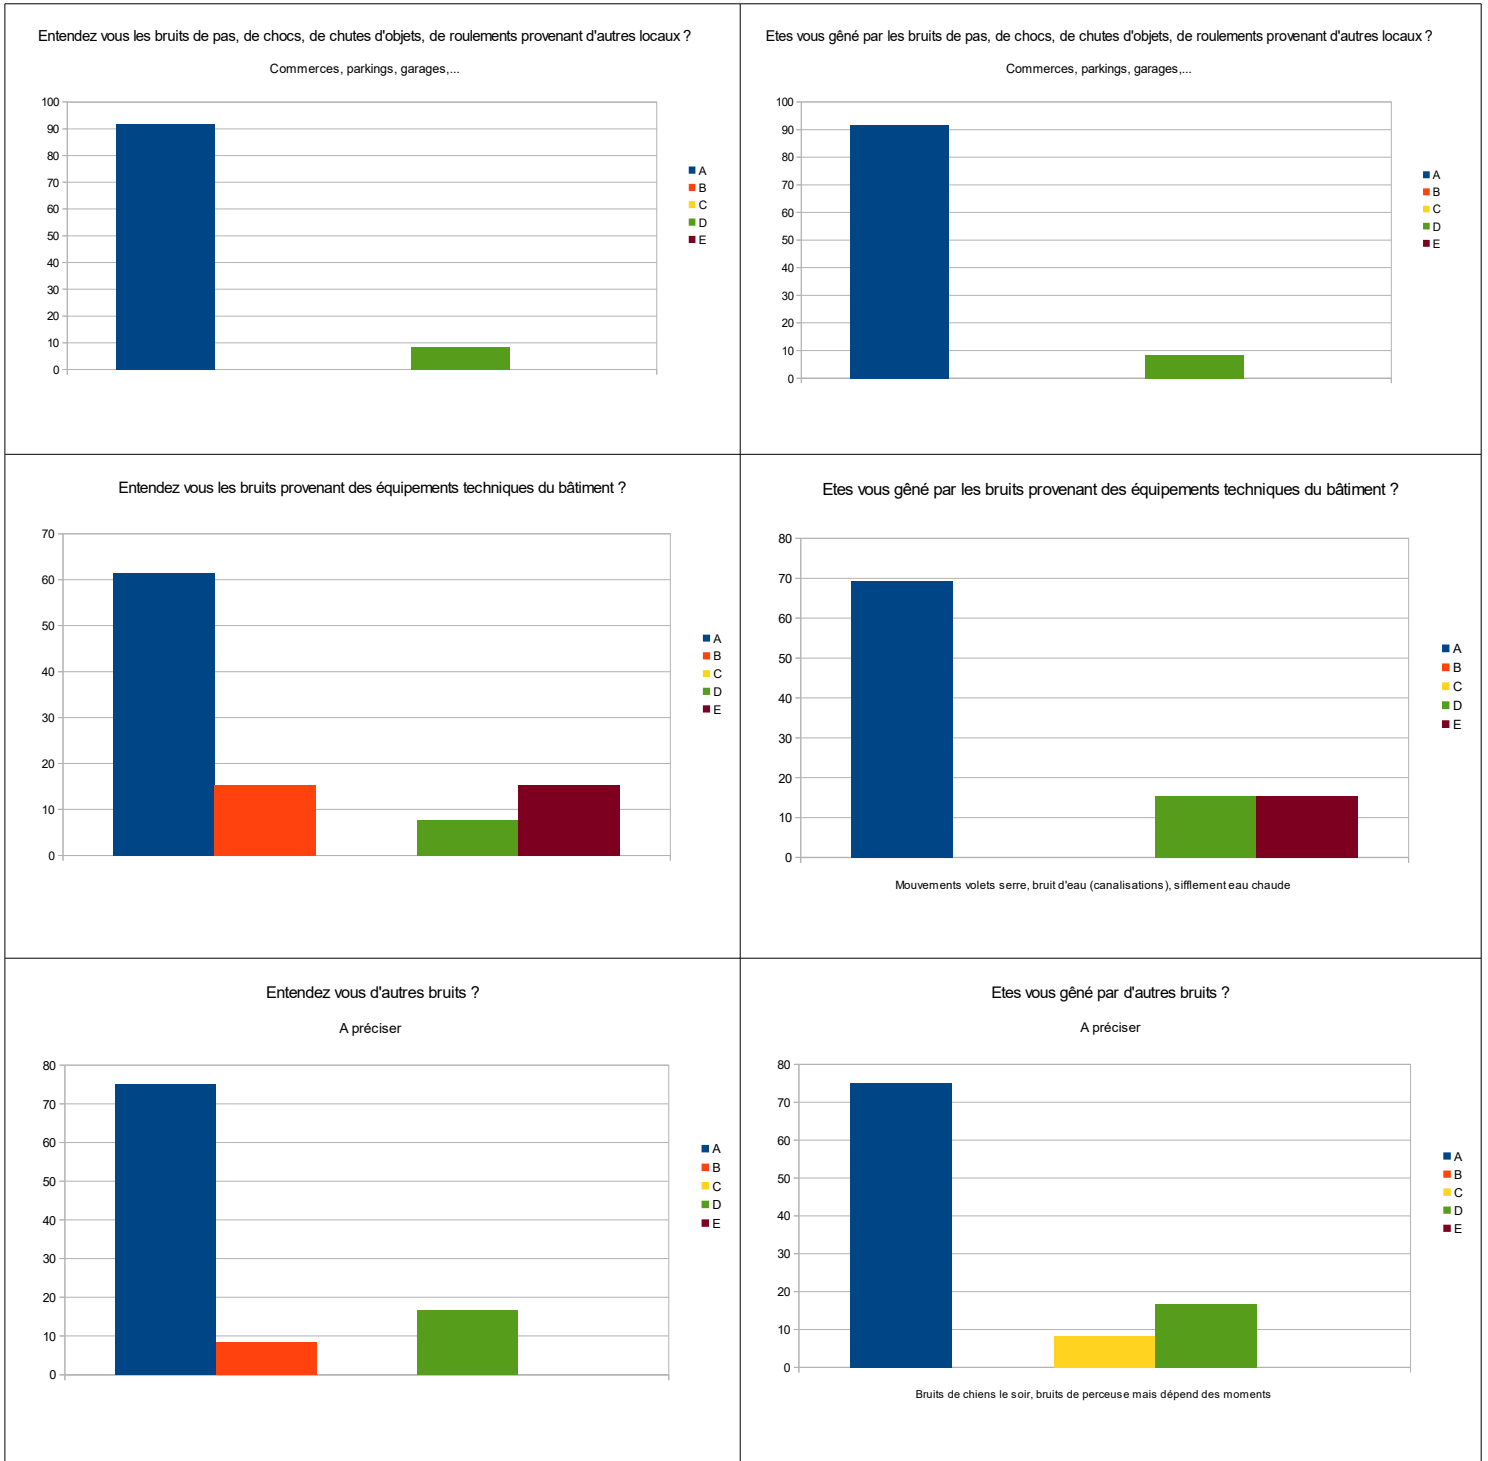 Entendez vous les bruits de pas, de chocs, de chutes d'objets, de roulements provenant d'autres locaux ?
Commerces, parkings, garages,...
100
90
80
70
60
50
40
30
20
10
0
A
B
C
D
E
Etes vous gêné par les bruits de pas, de chocs, de chutes d'objets, de roulements provenant d'autres locaux ?
Commerces, parkings, garages,...
100
90
80
70
60
50
40
30
20
10
0
A
B
C
D
E
Entendez vous les bruits provenant des équipements techniques du bâtiment ?
70
60
50
40
30
20
10
0
A
B
C
D
E
Etes vous gêné par les bruits provenant des équipements techniques du bâtiment ?
80
70
60
50
40
30
20
10
0
A
B
C
D
E
Mouvements volets serre, bruit d'eau (canalisations), sifflement eau chaude
Entendez vous d'autres bruits ?
A préciser
80
70
60
50
40
30
20
10
0
A
B
C
D
E
Etes vous gêné par d'autres bruits ?
A préciser
80
70
60
50
40
30
20
10
0
A
B
C
D
E
Bruits de chiens le soir, bruits de perceuse mais dépend des moments